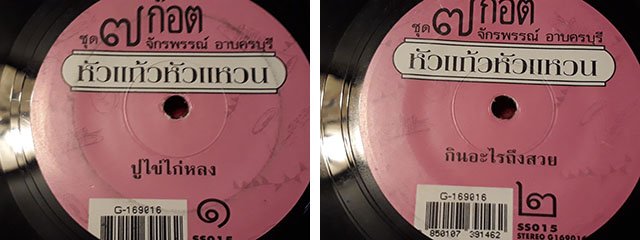 ชุด ๗ ก๊อต
จักรพรรณ์ อาบครบุรี
หัวแก้วหัวแหวน
ปูไข่ไก่หลง
G-169016
๑
SS015
ชุด ๗ ก๊อต
จักรพรรณ์ อาบครบุรี
หัวแก้วหัวแหวน
กินอะไรถึงสวย
G-169016
850107 391462
๒
SS015
STEREO G169016